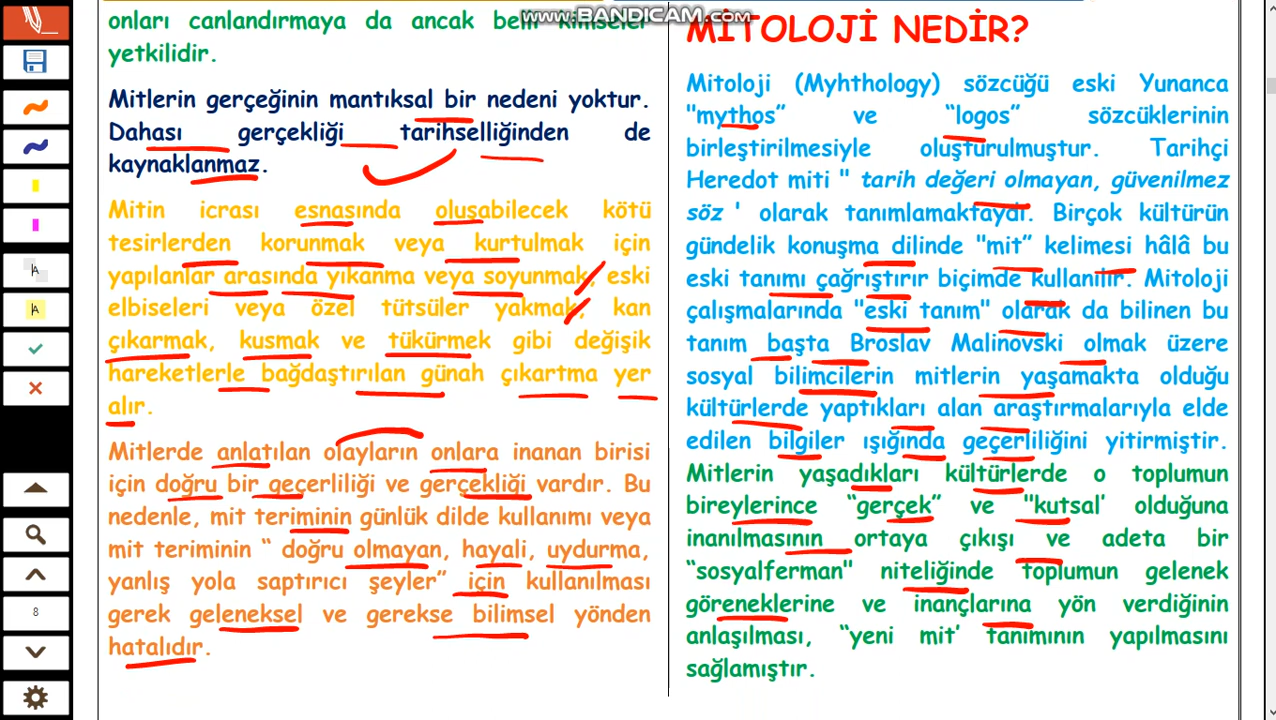 www.BANDICAM.com
onları canlandırmaya da ancak belli kimseler
yetkilidir.
Mitlerin gerçeğinin mantıksal bir nedeni yoktur.
Dahası gerçekliği tarihselliğinden de
kaynaklanmaz.
Mitin icrası esnasında oluşabilecek kötü
tesirlerden korunmak veya kurtulmak için
yapılanlar arasında yıkanma veya soyunmak, eski
elbiseleri veya özel tütsüler yakmak, kan
çıkarmak, kusmak ve tükürmek gibi değişik
hareketlerle bağdaştırılan günah çıkartma yer
alır.
Mitlerde anlatılan olayların onlara inanan birisi
için doğru bir geçerliliği ve gerçekliği vardır. Bu
nedenle, mit teriminin günlük dilde kullanımı veya
mit teriminin “ doğru olmayan, hayali, uydurma,
yanlış yola saptırıcı şeyler” için kullanılması
gerek geleneksel ve gerekse bilimsel yönden
hatalıdır.
MİTOLOJİ NEDİR?
Mitoloji (Myhthology) sözcüğü eski Yunanca
"mythos” ve “logos” sözcüklerinin
birleştirilmesiyle oluşturulmuştur. Tarihçi
Heredot miti " tarih değeri olmayan, güvenilmez
söz ' olarak tanımlamaktaydı. Birçok kültürün
gündelik konuşma dilinde "mit” kelimesi hâlâ bu
eski tanımı çağrıştırır biçimde kullanılır. Mitoloji
çalışmalarında "eski tanım" olarak da bilinen bu
tanım başta Broslav Malinovski olmak üzere
sosyal bilimcilerin mitlerin yaşamakta olduğu
kültürlerde yaptıkları alan araştırmalarıyla elde
edilen bilgiler ışığında geçerliliğini yitirmiştir.
Mitlerin yaşadıkları kültürlerde o toplumun
bireylerince “gerçek” ve "kutsal’ olduğuna
inanılmasının ortaya çıkışı ve adeta bir
“sosyalferman" niteliğinde toplumun gelenek
göreneklerine ve inançlarına yön verdiğinin
anlaşılması, “yeni mit’ tanımının yapılmasını
sağlamıştır.
8